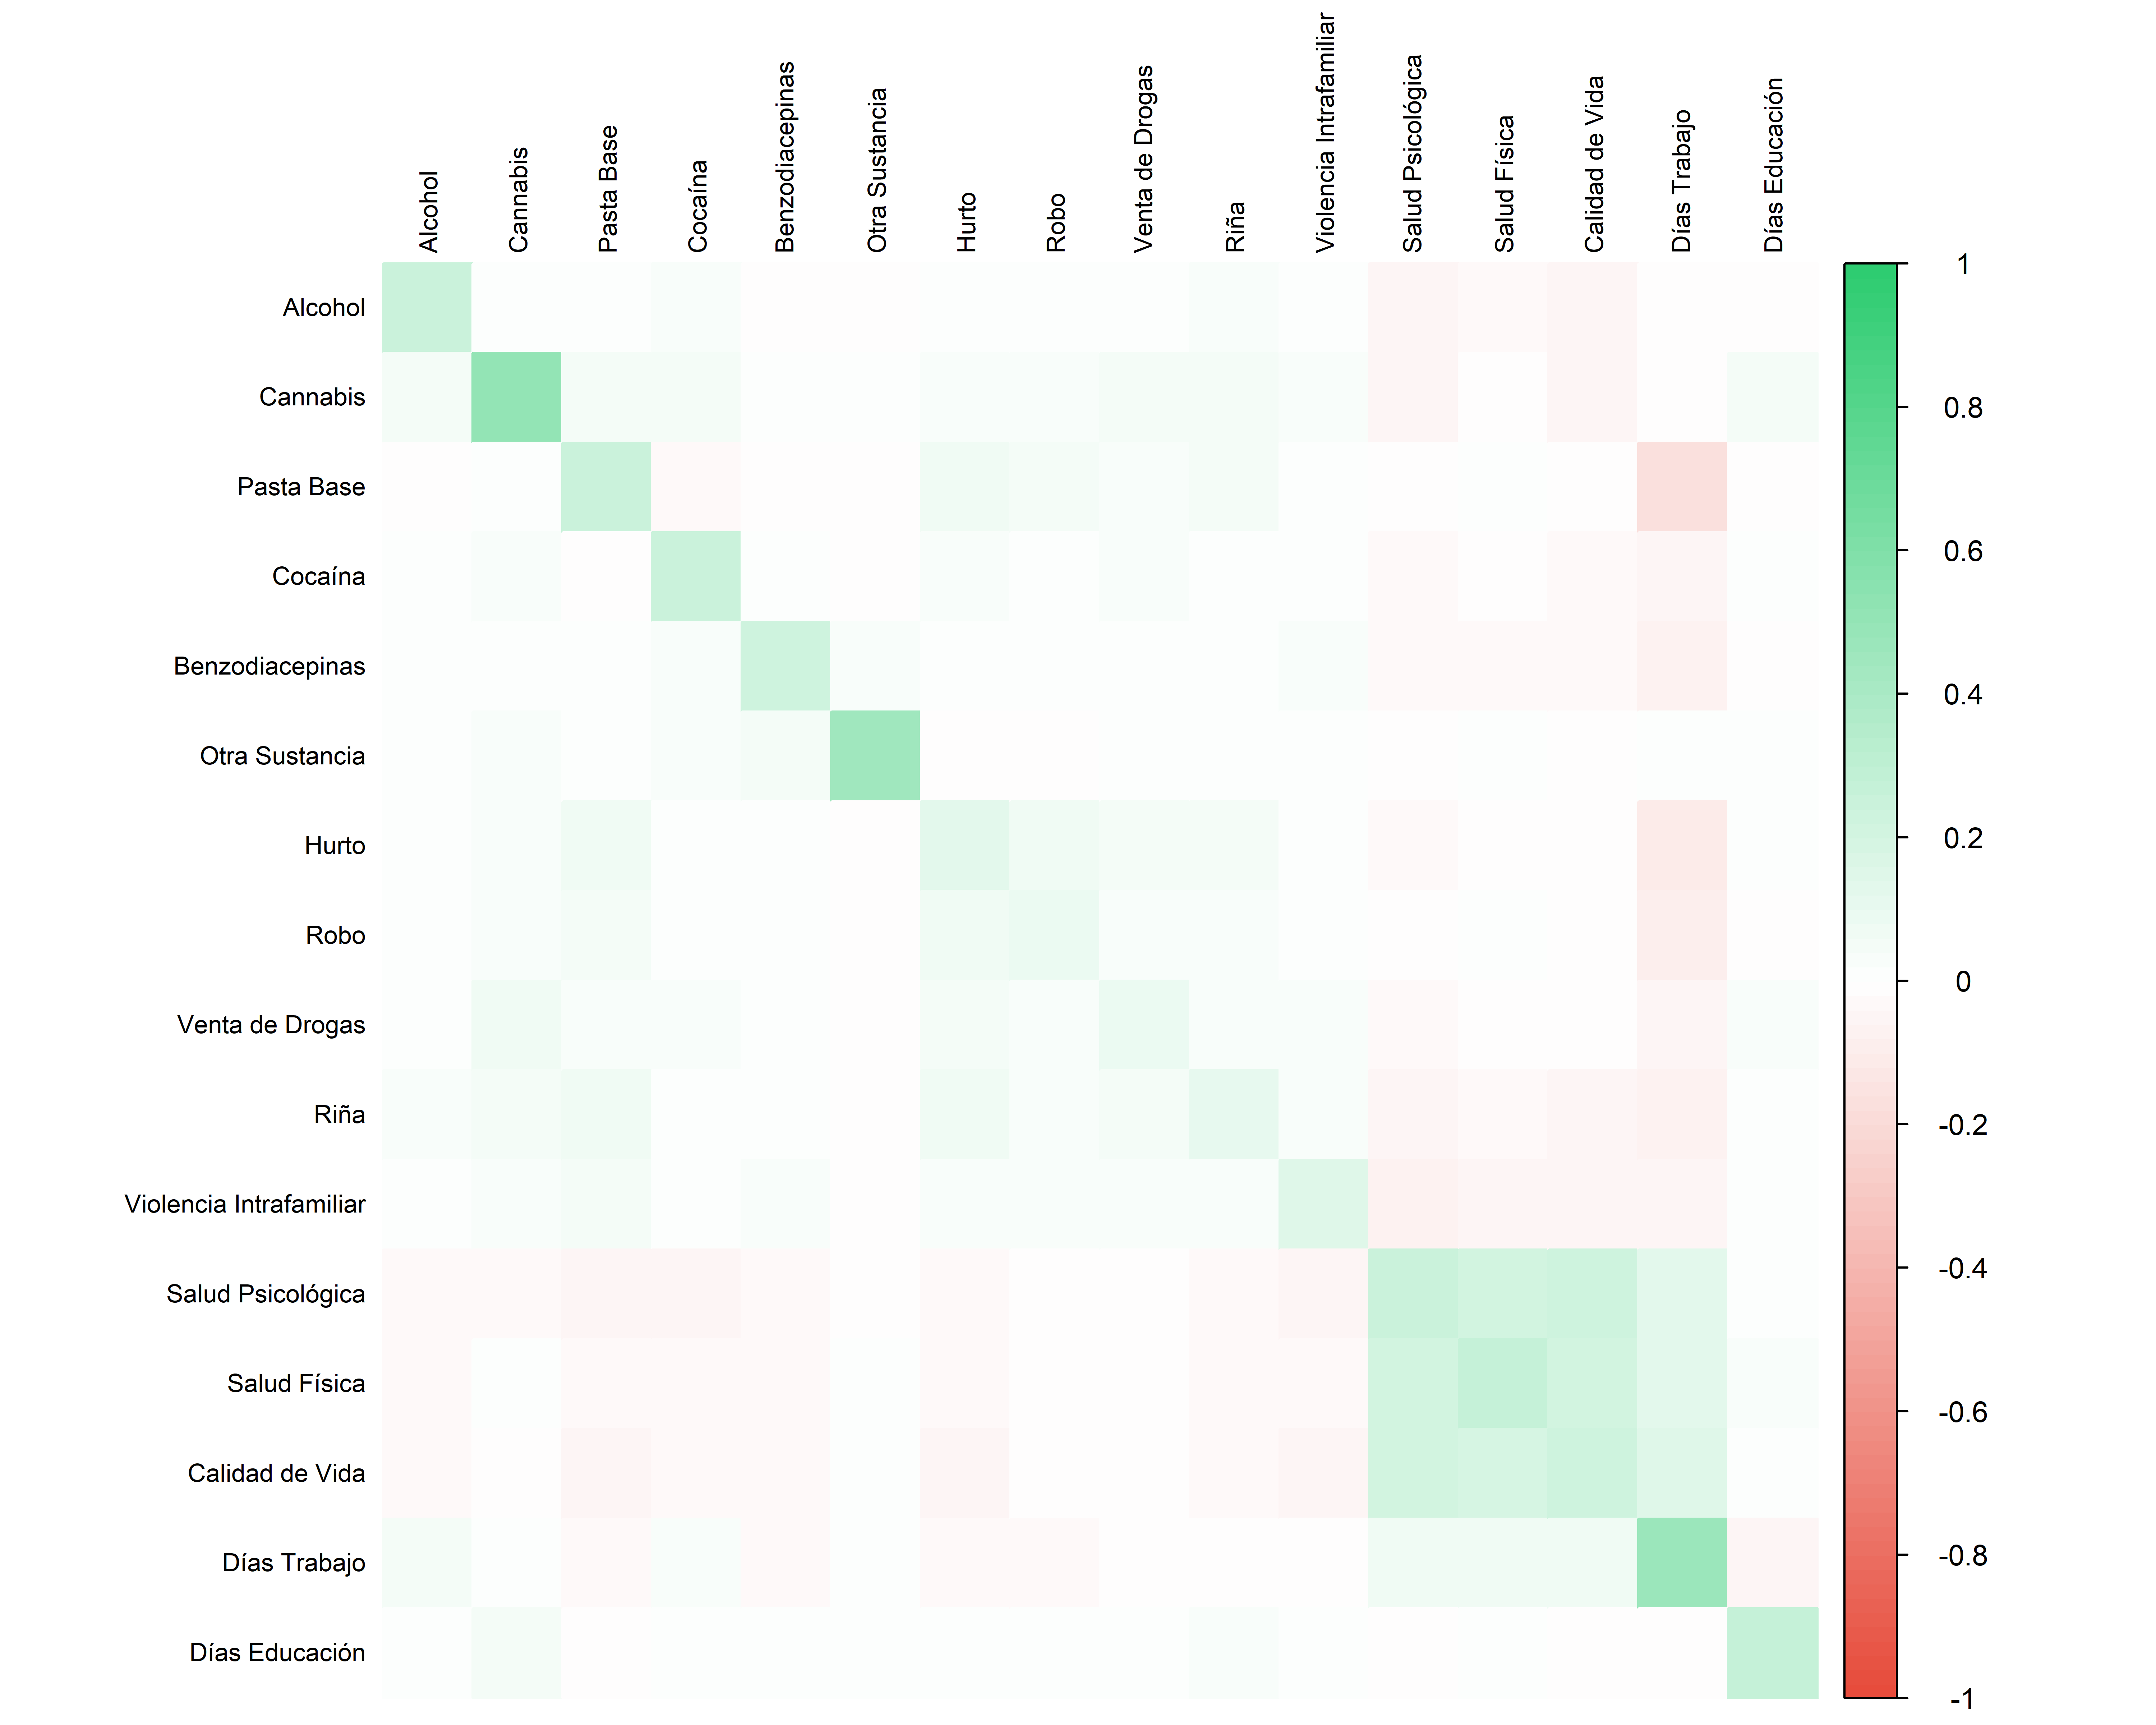 Alcohol
Cannabis
Pasta Base
Cocaína
Benzodiacepinas
Otra Sustancia
Hurto
Robo
Venta de Drogas
Riña
Violencia Intrafamiliar
Salud Psicológica
Salud Física
Calidad de Vida
Días Trabajo
Días Educación
Alcohol
Cannabis
Pasta Base
Cocaína
Benzodiacepinas
Otra Sustancia
Hurto
Robo
Venta de Drogas
Riña
Violencia Intrafamiliar
Salud Psicológica
Salud Física
Calidad de Vida
Días Trabajo
Días Educación
1
0.8
0.6
0.4
0.2
0
-0.2
-0.4
-0.6
-0.8
-1